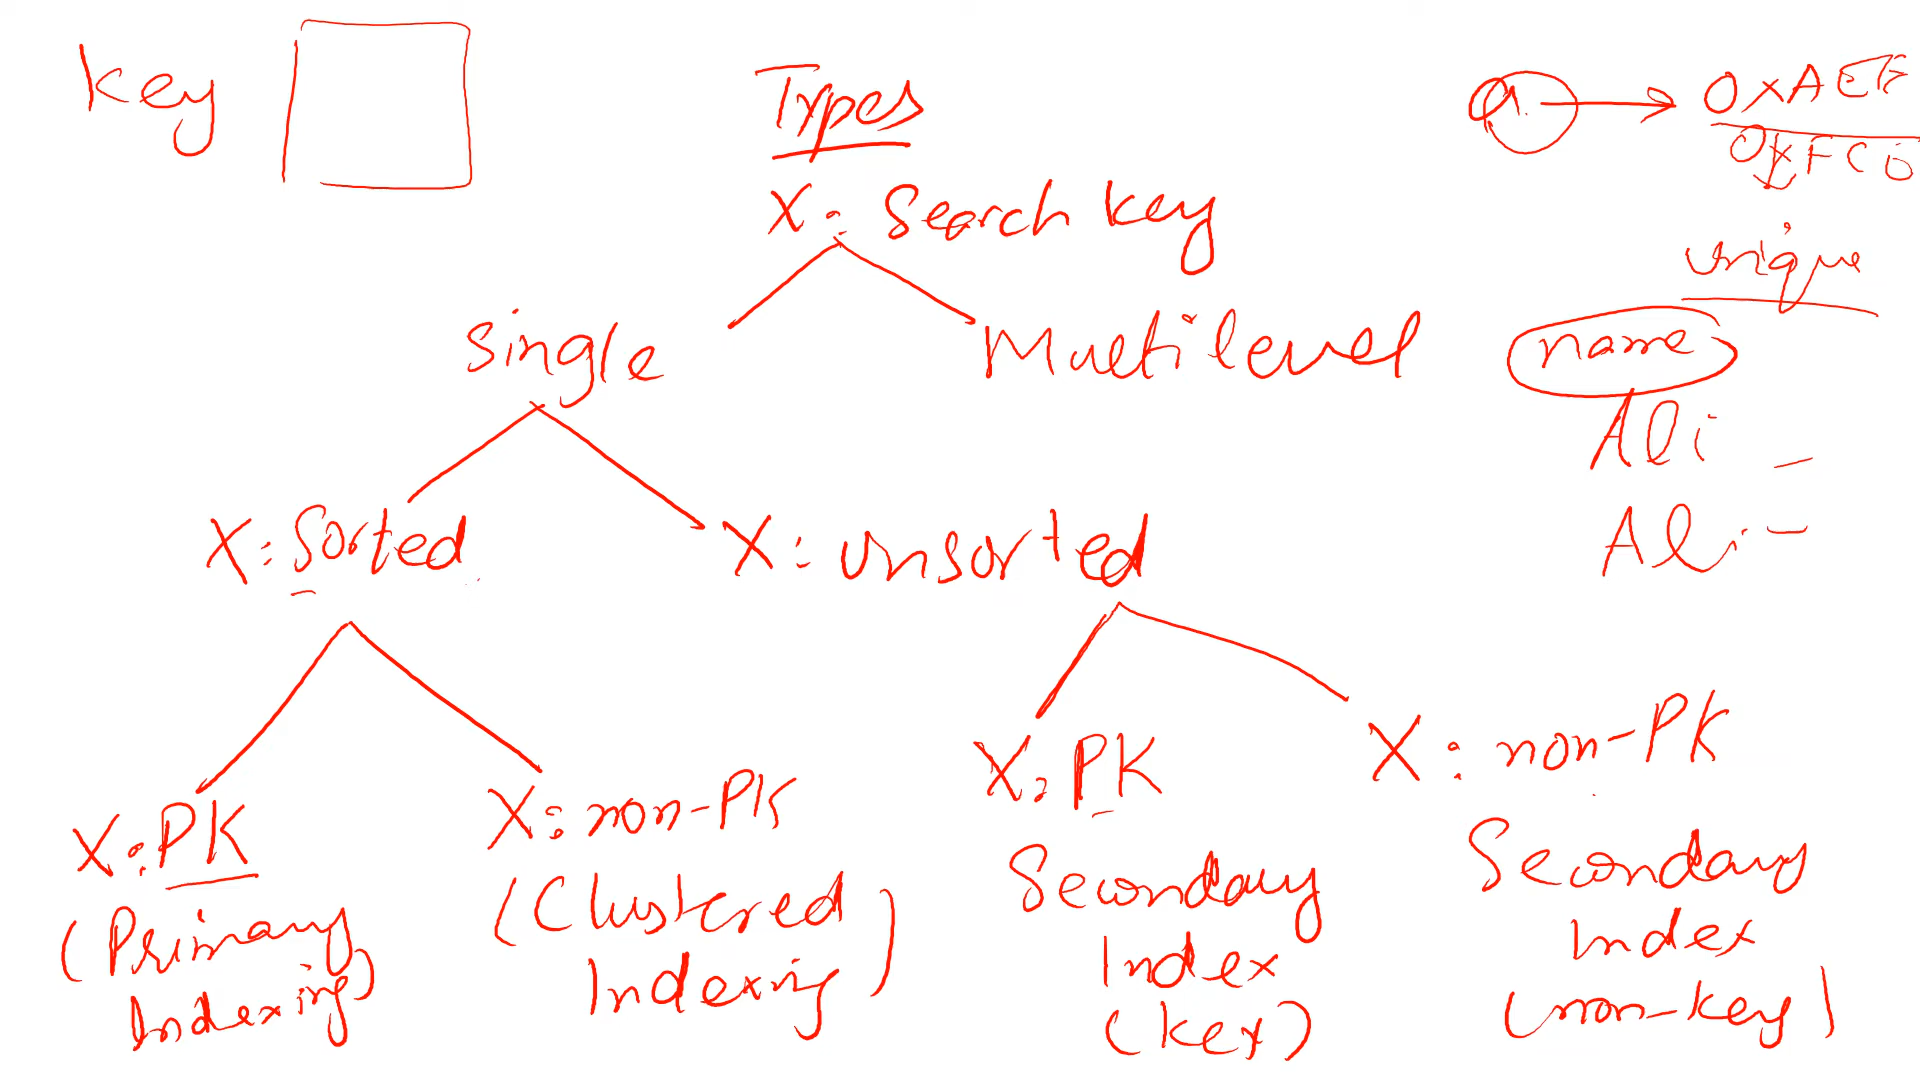 key
Types
X: Search key
Single
Multilevel
X: Sorted
X: unsorted
X: PK
(Primary
Indexing)
X: non-PK
(Clustered
Indexing)
X: PK
Secondary
Index
(key)
X: non-PK
Secondary
Index
(non-key)
a
0xAEF
0xFCD
unique
name
Ali -
Ali -